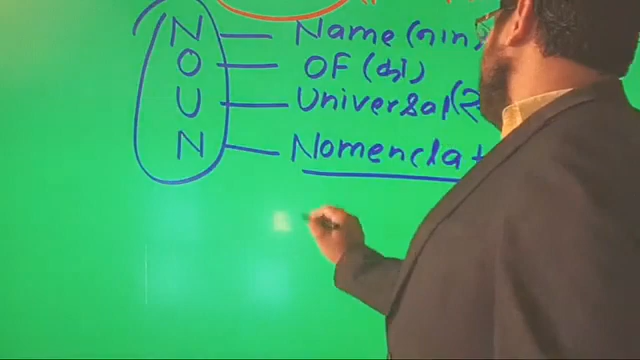 N — Name (नाम)
O — OF (का)
U — Universal
N — Nomenclat